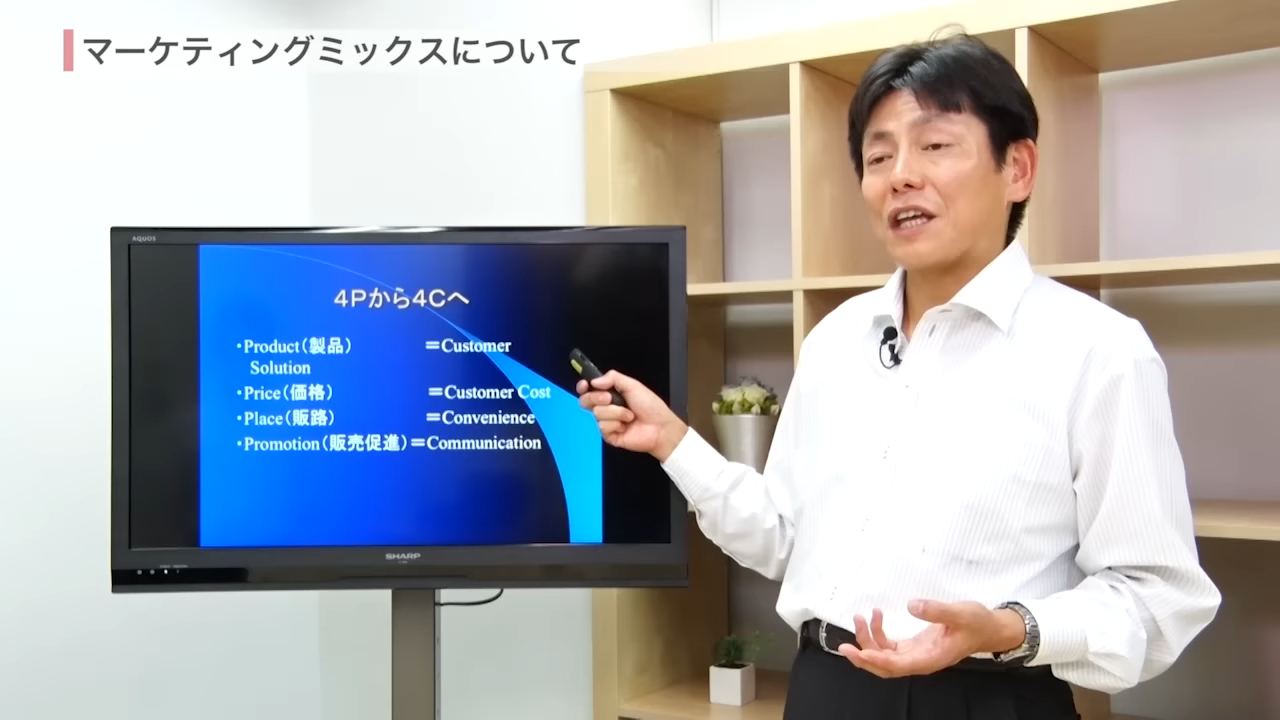 マーケティングミックスについて
AQUOS
4Pから4Cへ
・Product(製品) =Customer
Solution
・Price(価格) =Customer Cost
・Place(販路) =Convenience
・Promotion(販売促進)=Communication
SHARP